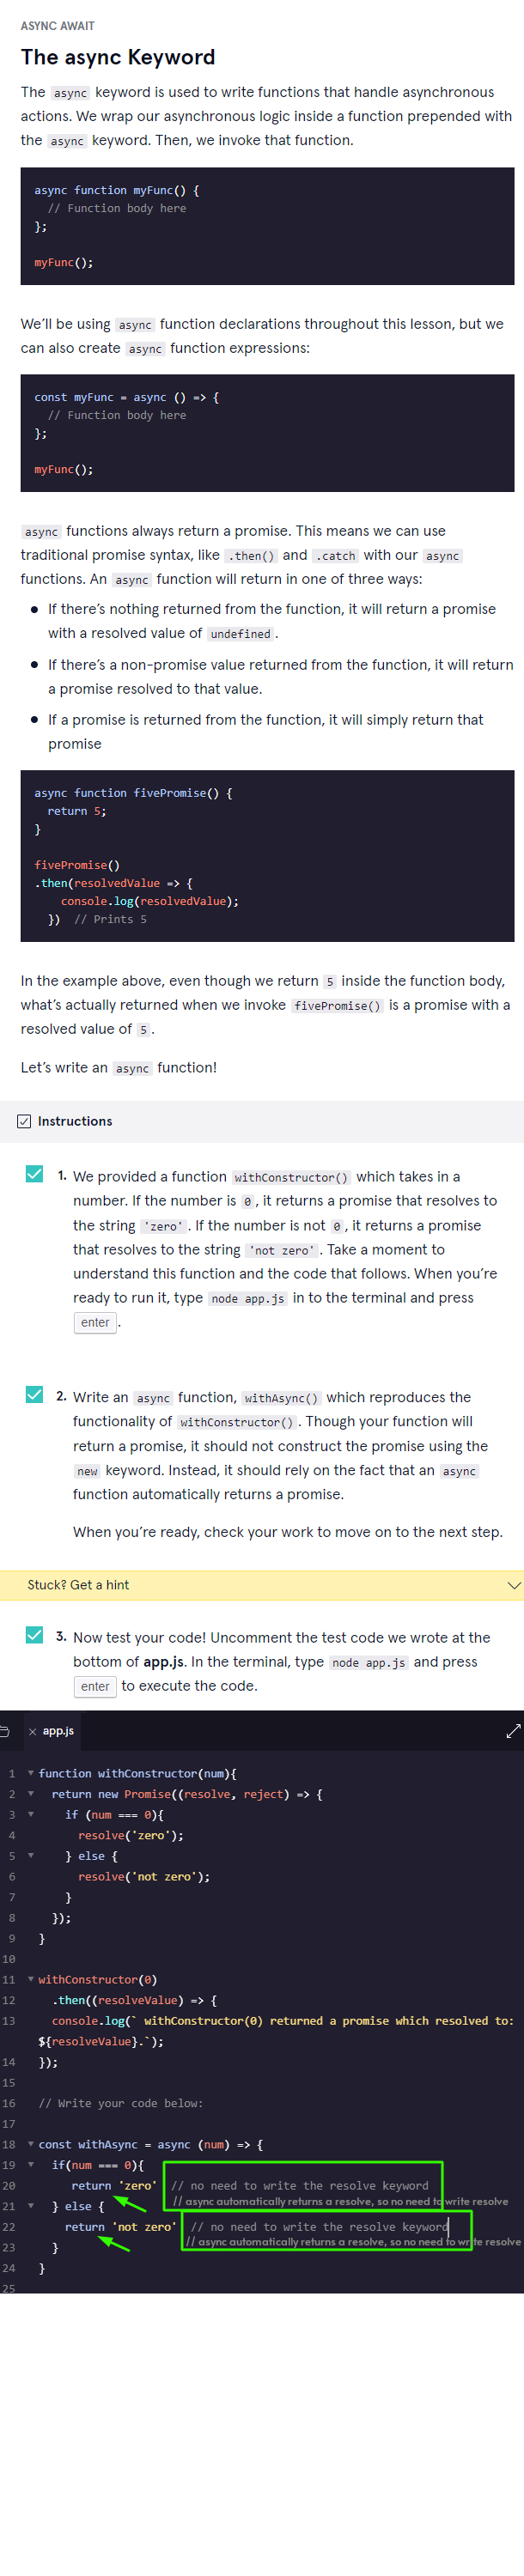 ASYNC AWAIT
The async Keyword
The async keyword is used to write functions that handle asynchronous
actions. We wrap our asynchronous logic inside a function prepended with
the async keyword. Then, we invoke that function.
async function myFunc() {
// Function body here
};
myFunc();
We’ll be using async function declarations throughout this lesson, but we
can also create async function expressions:
const myFunc = async () => {
// Function body here
};
myFunc();
async functions always return a promise. This means we can use
traditional promise syntax, like .then() and .catch with our async
functions. An async function will return in one of three ways:
• If there’s nothing returned from the function, it will return a promise
with a resolved value of undefined.
• If there’s a non-promise value returned from the function, it will return
a promise resolved to that value.
• If a promise is returned from the function, it will simply return that
promise
async function fivePromise() {
return 5;
}
fivePromise()
.then(resolvedValue => {
console.log(resolvedValue);
}) // Prints 5
In the example above, even though we return 5 inside the function body,
what’s actually returned when we invoke fivePromise() is a promise with a
resolved value of 5.
Let’s write an async function!
Instructions
1. We provided a function withConstructor() which takes in a
number. If the number is 0, it returns a promise that resolves to
the string 'zero'. If the number is not 0, it returns a promise
that resolves to the string 'not zero'. Take a moment to
understand this function and the code that follows. When you’re
ready to run it, type node app.js in to the terminal and press
enter.
2. Write an async function, withAsync() which reproduces the
functionality of withConstructor(). Though your function will
return a promise, it should not construct the promise using the
new keyword. Instead, it should rely on the fact that an async
function automatically returns a promise.
When you’re ready, check your work to move on to the next step.
Stuck? Get a hint
3. Now test your code! Uncomment the test code we wrote at the
bottom of app.js. In the terminal, type node app.js and press
enter to execute the code.
app.js
1 function withConstructor(num){
2 return new Promise((resolve, reject) => {
3 if (num === 0){
4 resolve('zero');
5 } else {
6 resolve('not zero');
7 }
8 });
9 }
10
11 withConstructor(0)
12 .then((resolveValue) => {
13 console.log(` withConstructor(0) returned a promise which resolved to:
${resolveValue}.`);
14 });
15
16 // Write your code below:
17
18 const withAsync = async (num) => {
19 if(num === 0){
20 return 'zero' // no need to write the resolve keyword
// async automatically returns a resolve, so no need to write resolve
21 } else {
22 return 'not zero' // no need to write the resolve keyword
// async automatically returns a resolve, so no need to write resolve
23 }
24 }
25